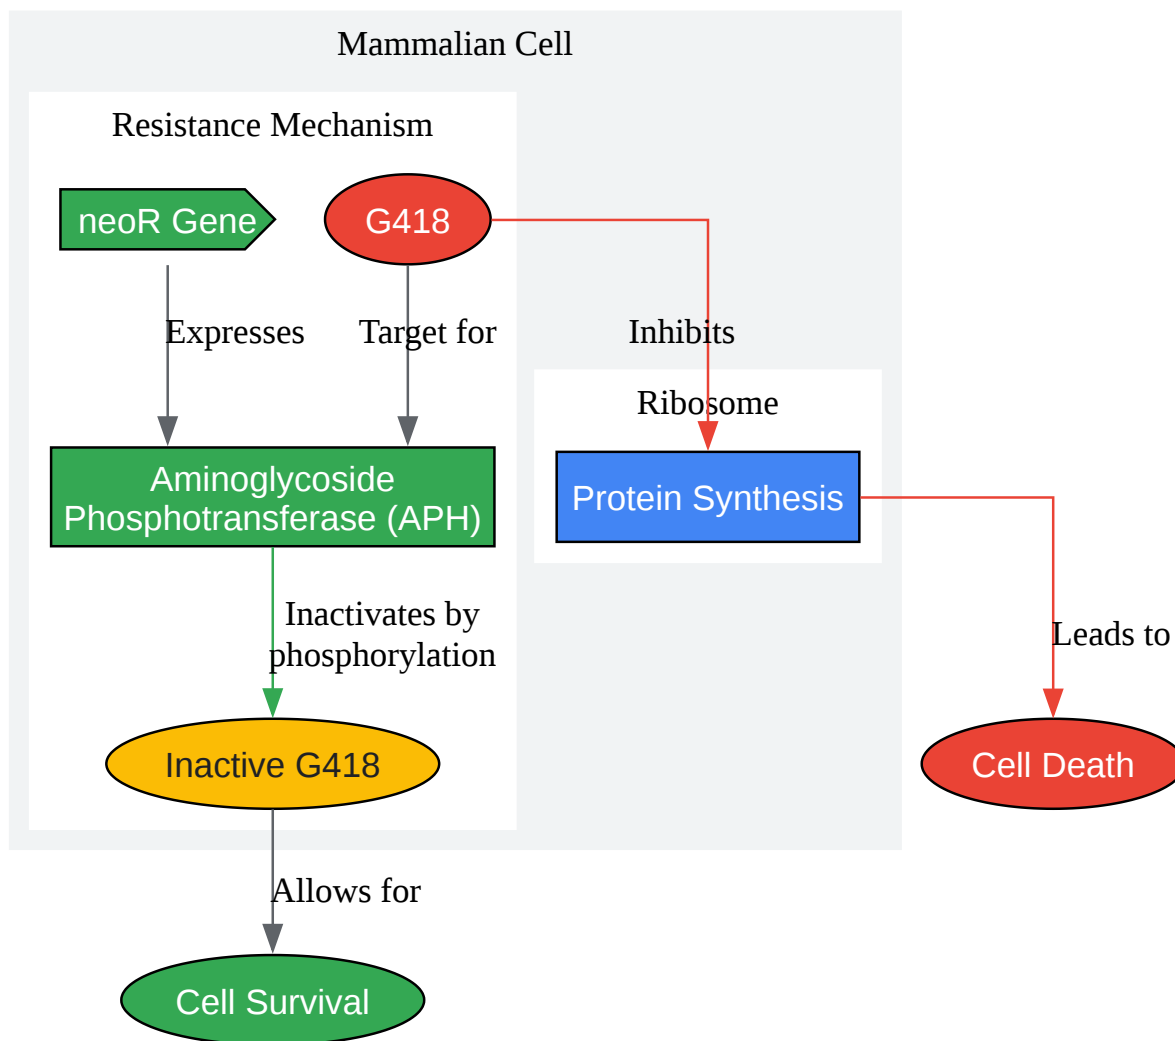 Mammalian Cell
Resistance Mechanism
neoR Gene
G418
Expresses
Target for
Inhibits
Ribosome
Aminoglycoside
Phosphotransferase (APH)
Protein Synthesis
Inactivates by
phosphorylation
Leads to
Inactive G418
Cell Death
Allows for
Cell Survival